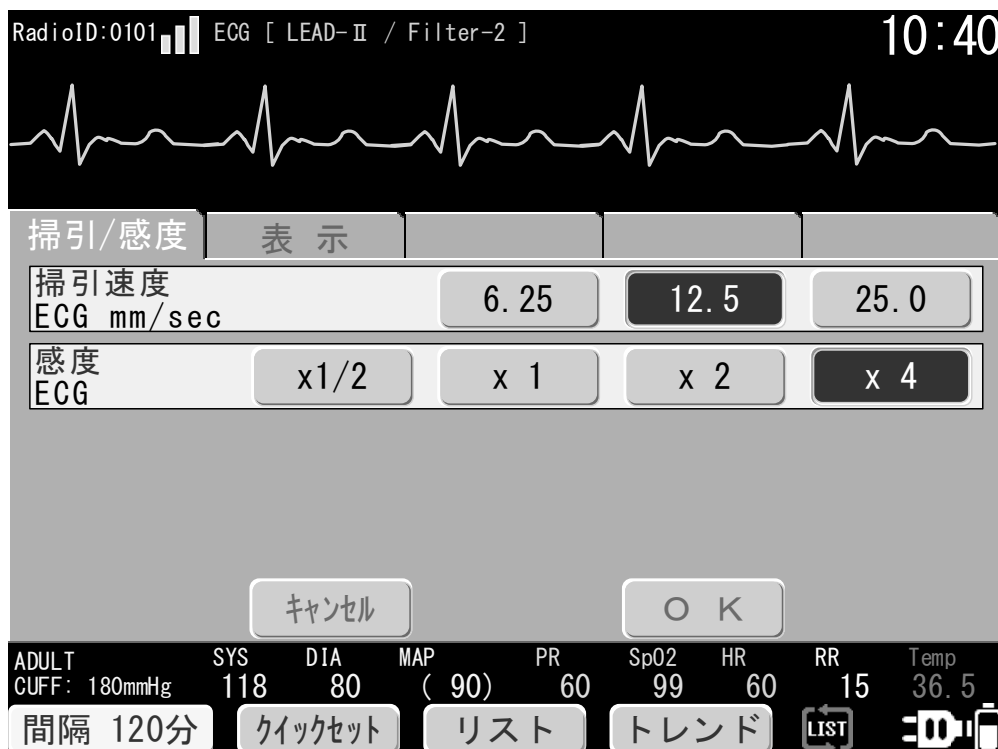 RadioID:0101 ECG [ LEAD-Ⅱ / Filter-2 ] 10:40
掃引/感度 表 示
掃引速度
ECG mm/sec 6.25 12.5 25.0
感度
ECG x1/2 x 1 x 2 x 4
キャンセル OK
ADULT SYS DIA MAP PR SpO2 HR RR Temp
CUFF: 180mmHg 118 80 ( 90) 60 99 60 15 36.5
間隔 120分 クイックセット リスト トレンド LIST